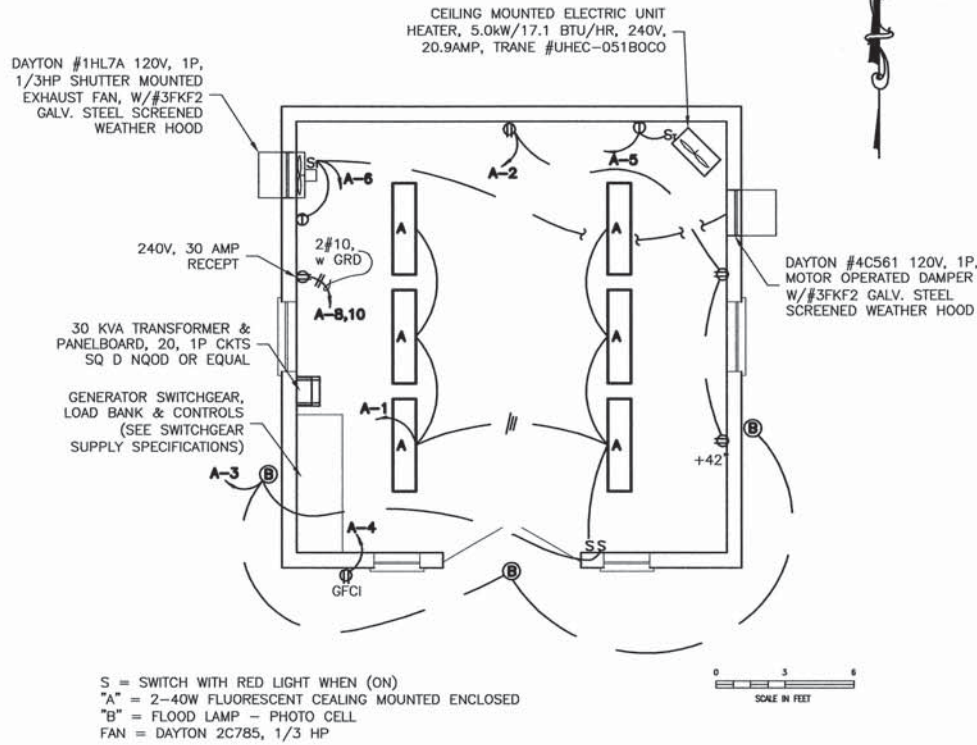 CEILING MOUNTED ELECTRIC UNIT
HEATER, 5.0kW/17.1 BTU/HR, 240V,
20.9AMP, TRANE #UHEC-051BOCO
DAYTON #1HL7A 120V, 1P,
1/3HP SHUTTER MOUNTED
EXHAUST FAN, W/#3FKF2
GALV. STEEL SCREENED
WEATHER HOOD
S
A-6
A-2
A-5
ST
A
A
2#10,
w GRD
240V, 30 AMP
RECEPT
A-8,10
DAYTON #4C561 120V, 1P,
MOTOR OPERATED DAMPER
W/#3FKF2 GALV. STEEL
SCREENED WEATHER HOOD
30 KVA TRANSFORMER &
PANELBOARD, 20, 1P CKTS
SQ D NQOD OR EQUAL
A
A
GENERATOR SWITCHGEAR,
LOAD BANK & CONTROLS
(SEE SWITCHGEAR
SUPPLY SPECIFICATIONS)
A-1
A
A
B
+42"
A-3
B
A-4
S S
GFCI
B
S = SWITCH WITH RED LIGHT WHEN (ON)
"A" = 2-40W FLUORESCENT CEALING MOUNTED ENCLOSED
"B" = FLOOD LAMP - PHOTO CELL
FAN = DAYTON 2C785, 1/3 HP
0 3 6
SCALE IN FEET